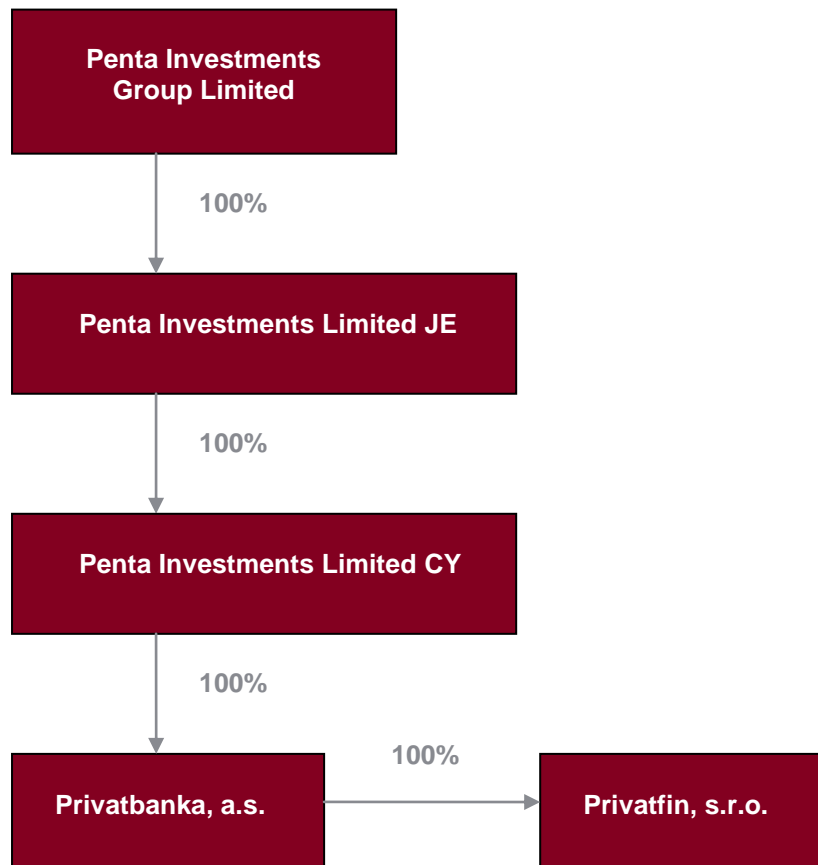 Penta Investments
Group Limited
100%
Penta Investments Limited JE
100%
Penta Investments Limited CY
100%
100%
Privatbanka, a.s.
Privatfin, s.r.o.